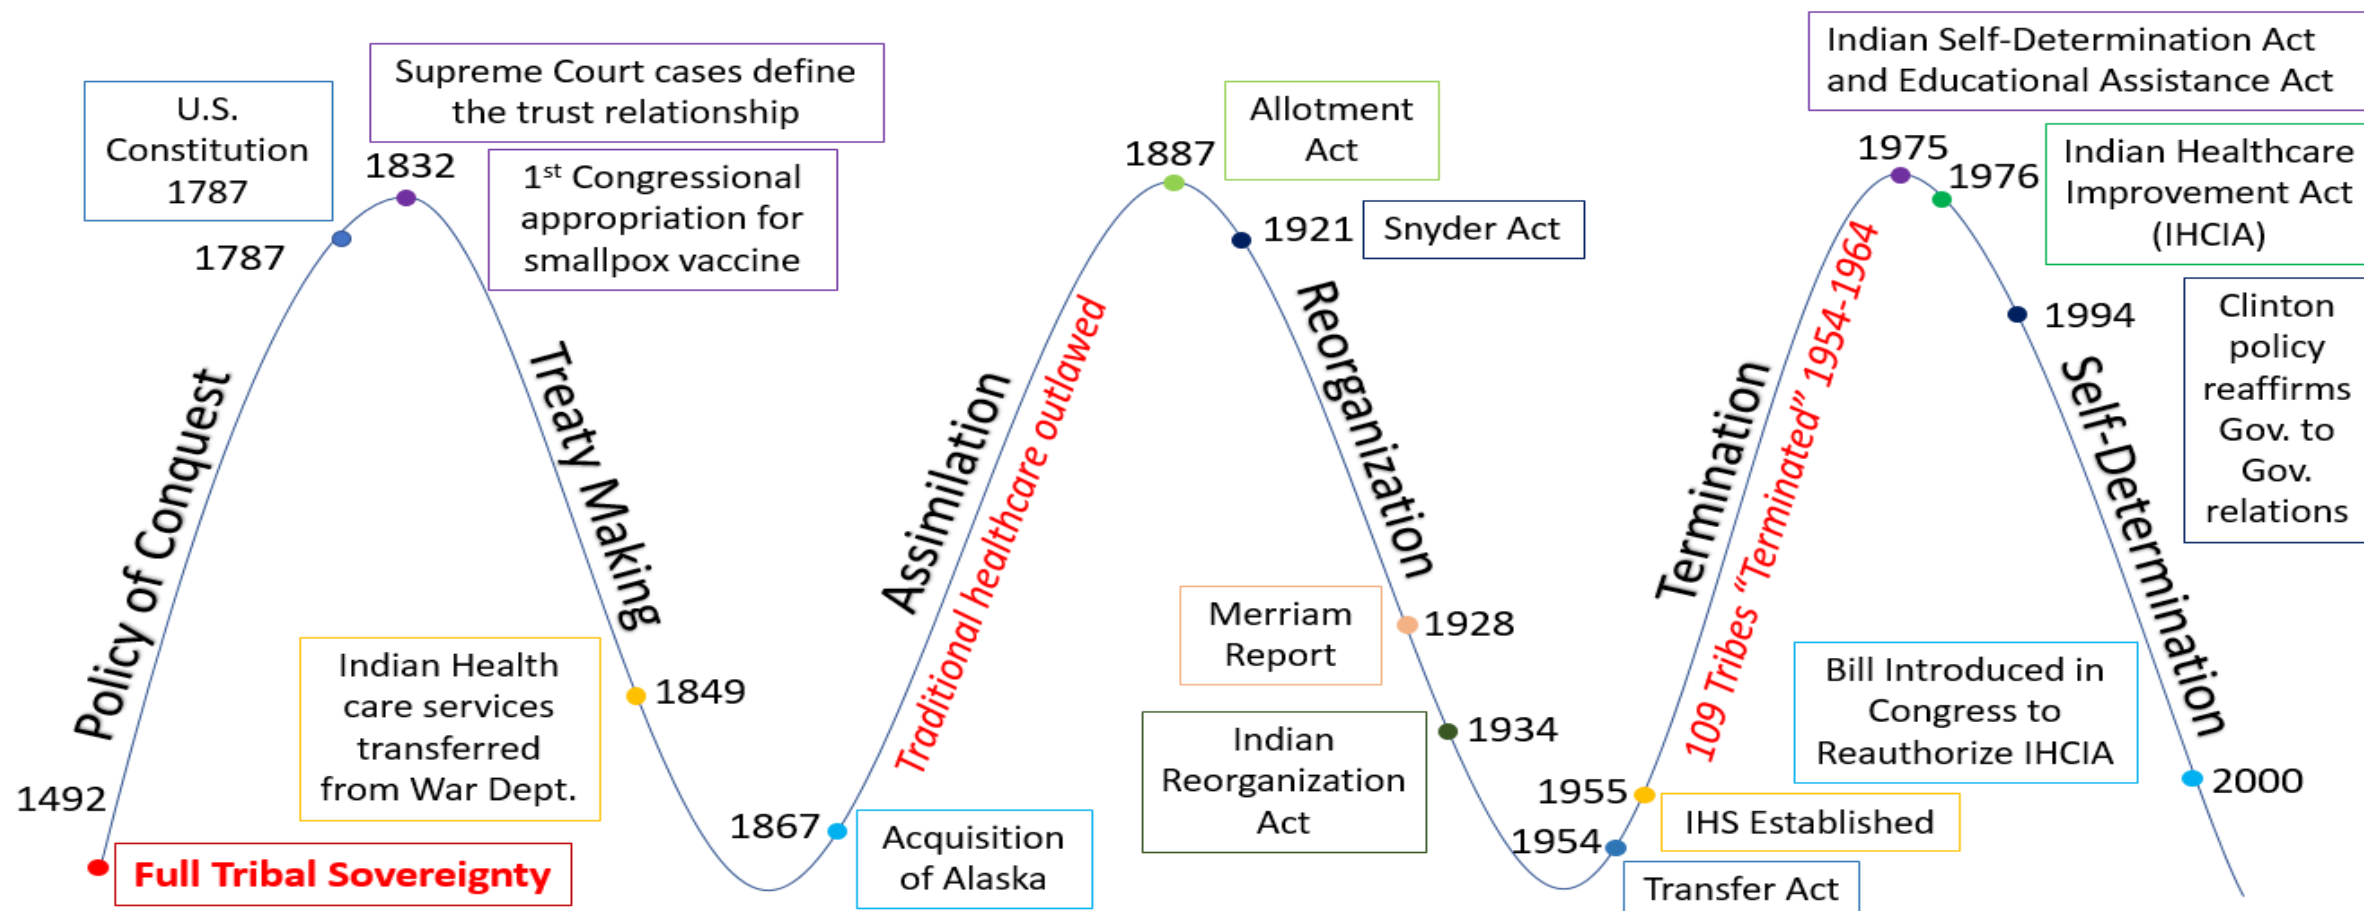 U.S.
Constitution
1787
1787
Supreme Court cases define
the trust relationship
1832
1st Congressional
appropriation for
smallpox vaccine
Policy of Conquest
1492
Full Tribal Sovereignty
Treaty Making
Indian Health
care services
transferred
from War Dept.
1849
1867
Acquisition
of Alaska
Assimilation
Traditional healthcare outlawed
1887
Allotment
Act
1921
Snyder Act
Reorganization
Merriam
Report
1928
Indian
Reorganization
Act
1934
1955
IHS Established
1954
Transfer Act
Termination
109 Tribes “Terminated” 1954-1964
Indian Self-Determination Act
and Educational Assistance Act
1975
1976
Indian Healthcare
Improvement Act
(IHCIA)
1994
Clinton
policy
reaffirms
Gov. to
Gov.
relations
Self-Determination
Bill Introduced in
Congress to
Reauthorize IHCIA
2000